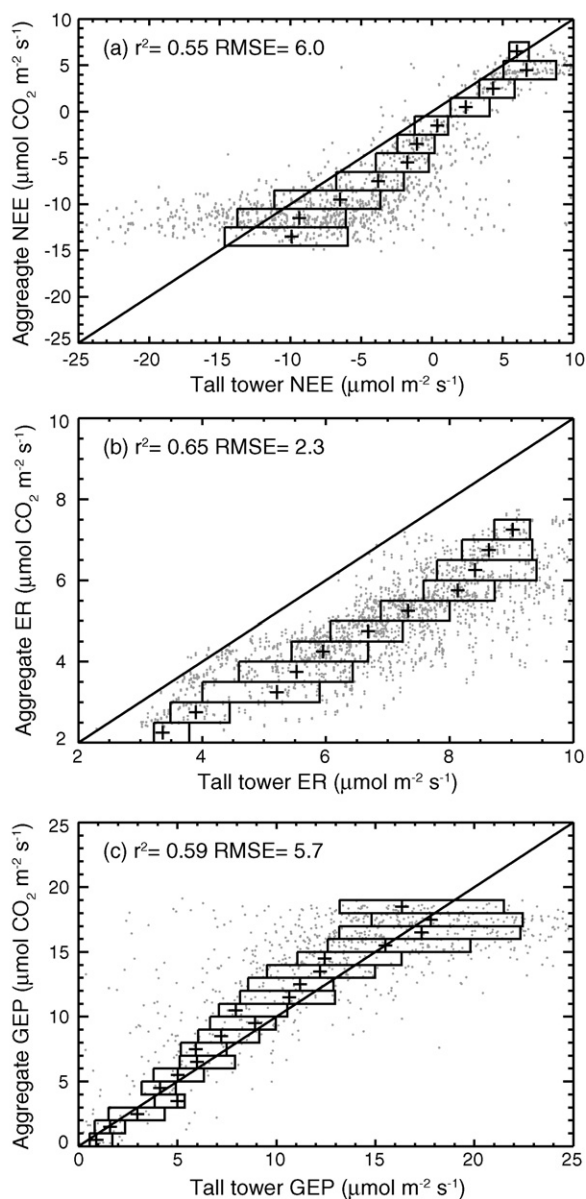 (a) r²= 0.55 RMSE= 6.0
Aggreagte NEE (μmol CO₂ m⁻² s⁻¹)
10
5
0
-5
-10
-15
-20
-25
-25 -20 -15 -10 -5 0 5 10
Tall tower NEE (μmol m⁻² s⁻¹)
(b) r²= 0.65 RMSE= 2.3
Aggregate ER (μmol CO₂ m⁻² s⁻¹)
10
8
6
4
2
2 4 6 8 10
Tall tower ER (μmol m⁻² s⁻¹)
(c) r²= 0.59 RMSE= 5.7
Aggregate GEP (μmol CO₂ m⁻² s⁻¹)
25
20
15
10
5
0
0 5 10 15 20 25
Tall tower GEP (μmol m⁻² s⁻¹)